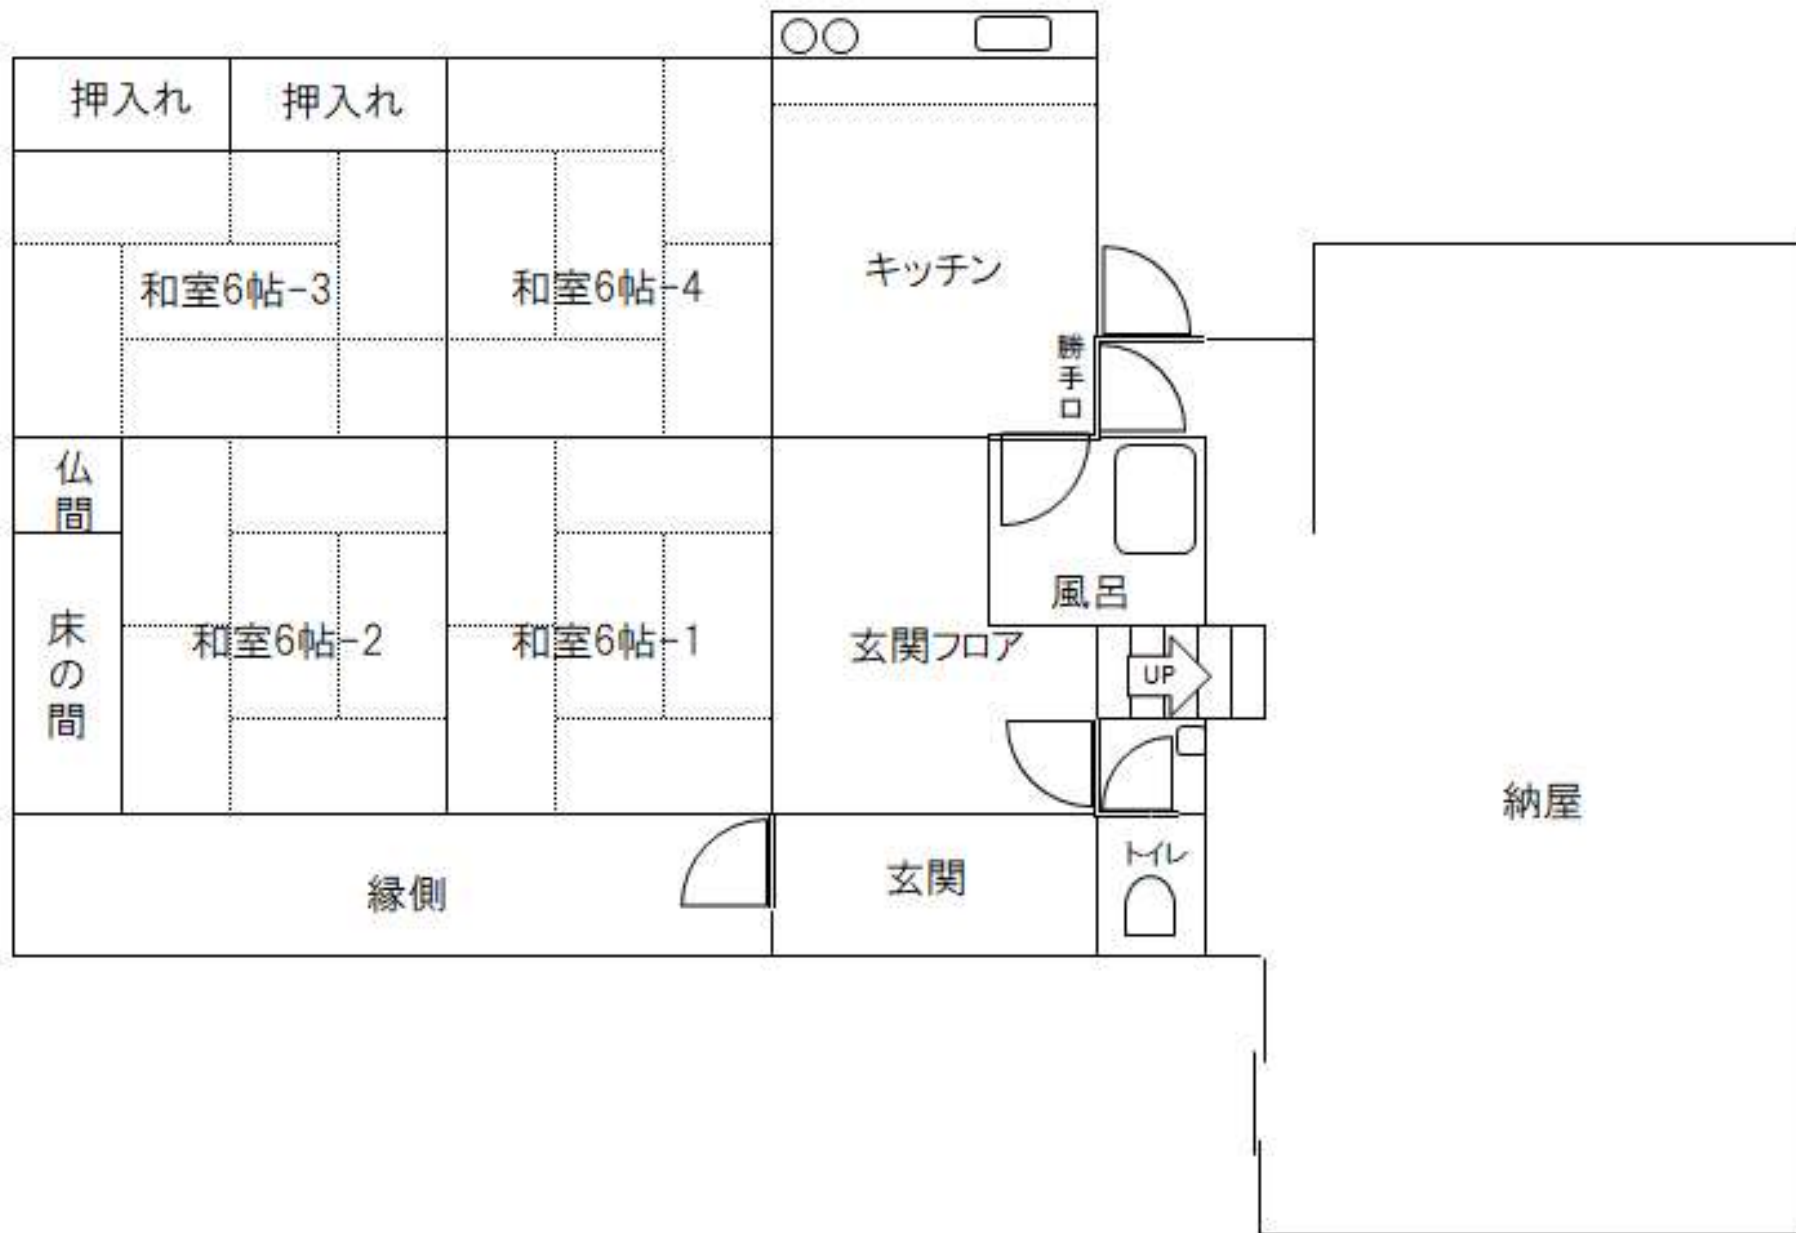 押入れ
押入れ
和室6帖-3
和室6帖-4
キッチン
勝手口
仏間
床の間
和室6帖-2
和室6帖-1
玄関フロア
風呂
UP
納屋
縁側
玄関
トイレ